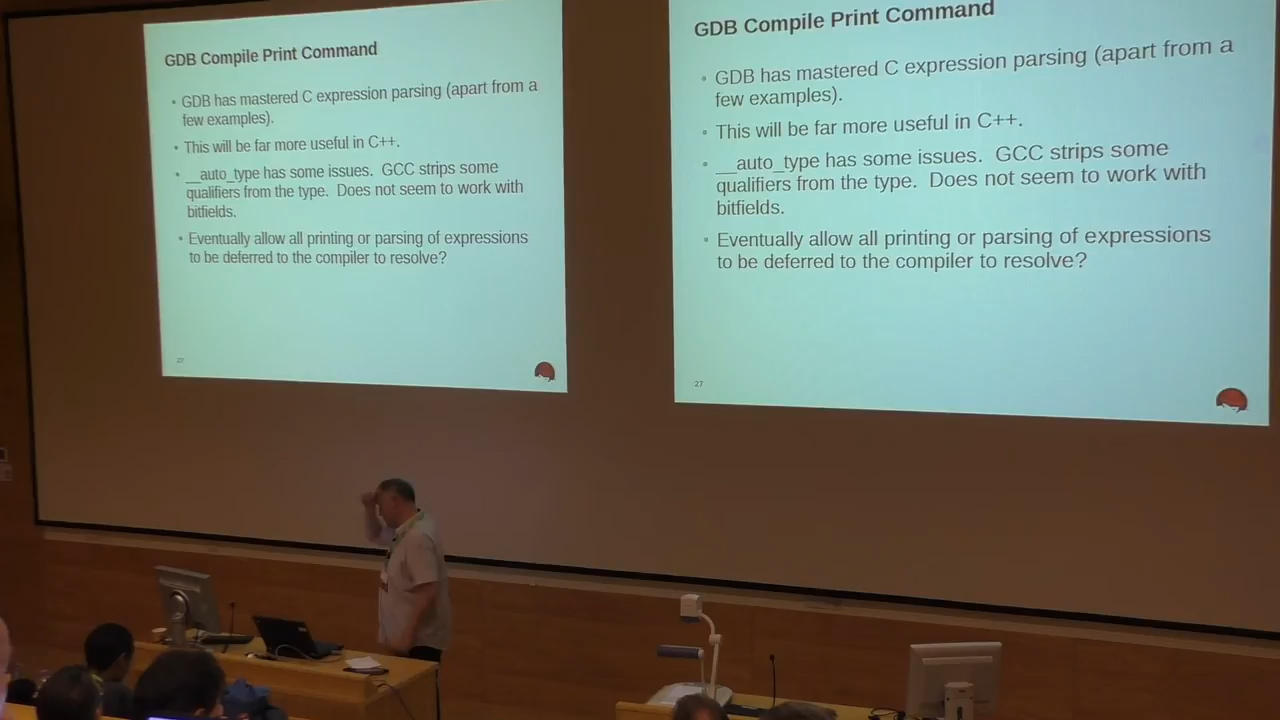 GDB Compile Print Command
• GDB has mastered C expression parsing (apart from a
few examples).
• This will be far more useful in C++.
• __auto_type has some issues.  GCC strips some
qualifiers from the type.  Does not seem to work with
bitfields.
• Eventually allow all printing or parsing of expressions
to be deferred to the compiler to resolve?
27
GDB Compile Print Command
• GDB has mastered C expression parsing (apart from a
few examples).
• This will be far more useful in C++.
• __auto_type has some issues.  GCC strips some
qualifiers from the type.  Does not seem to work with
bitfields.
• Eventually allow all printing or parsing of expressions
to be deferred to the compiler to resolve?
27